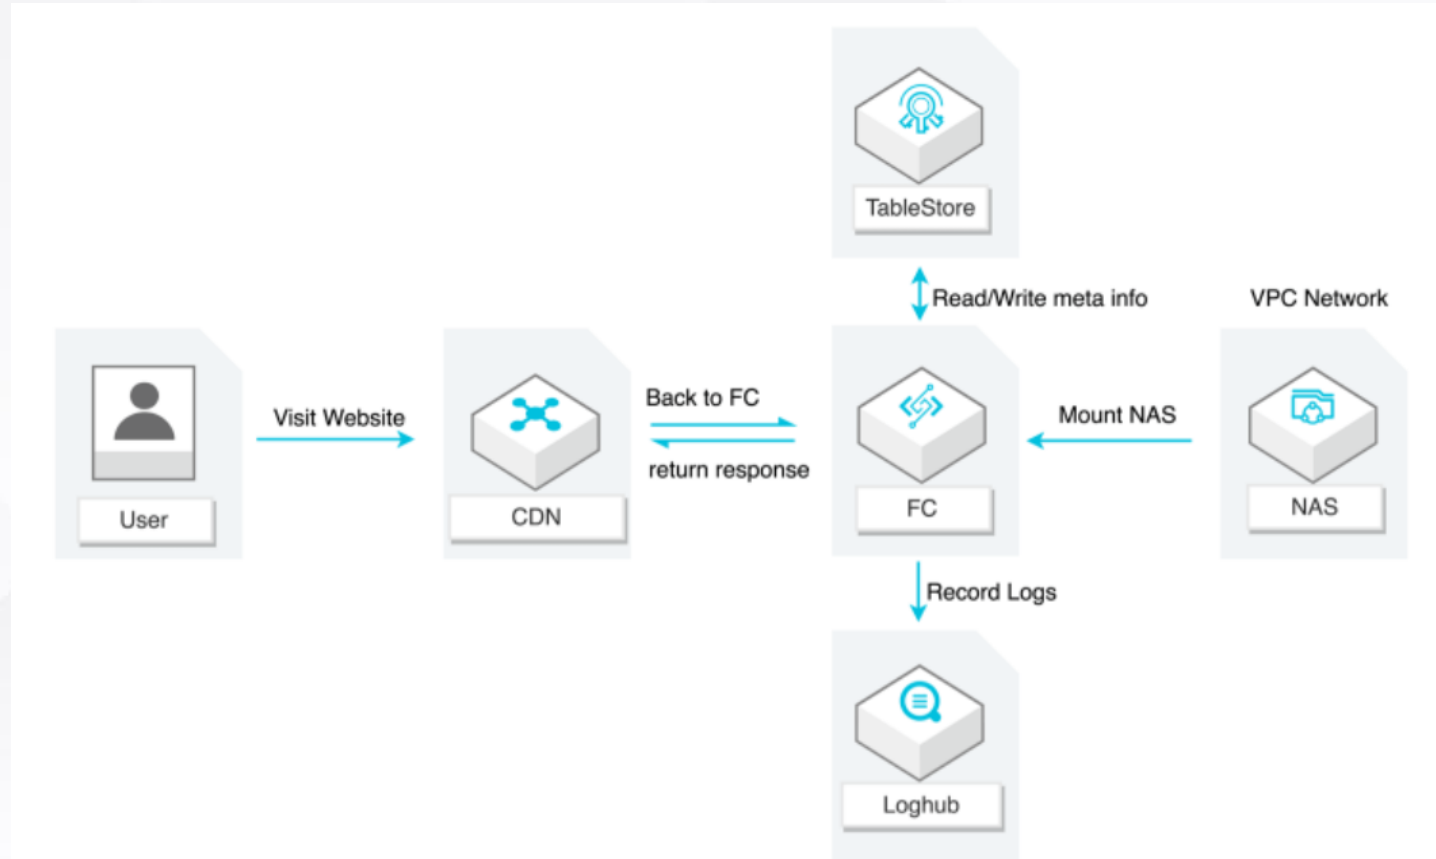 TableStore
Read/Write meta info
VPC Network
Visit Website
Back to FC
return response
Mount NAS
User
CDN
FC
NAS
Record Logs
Loghub